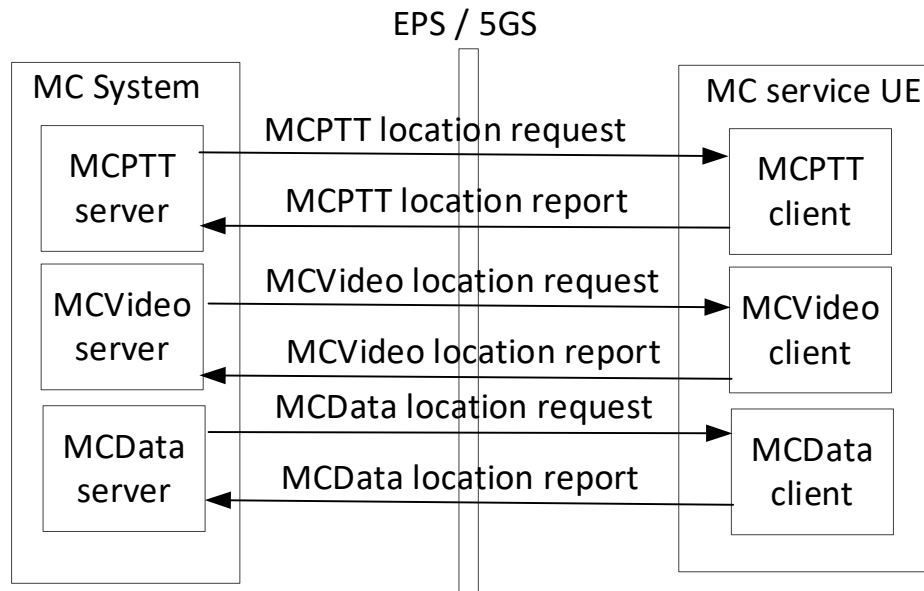 EPS / 5GS
MC System
MC service UE
MCPTT location request
MCPTT
server
MCPTT
client
MCPTT location report
MCVideo location request
MCVideo
server
MCVideo
client
MCVideo location report
MCData location request
MCData
server
MCData
client
MCData location report